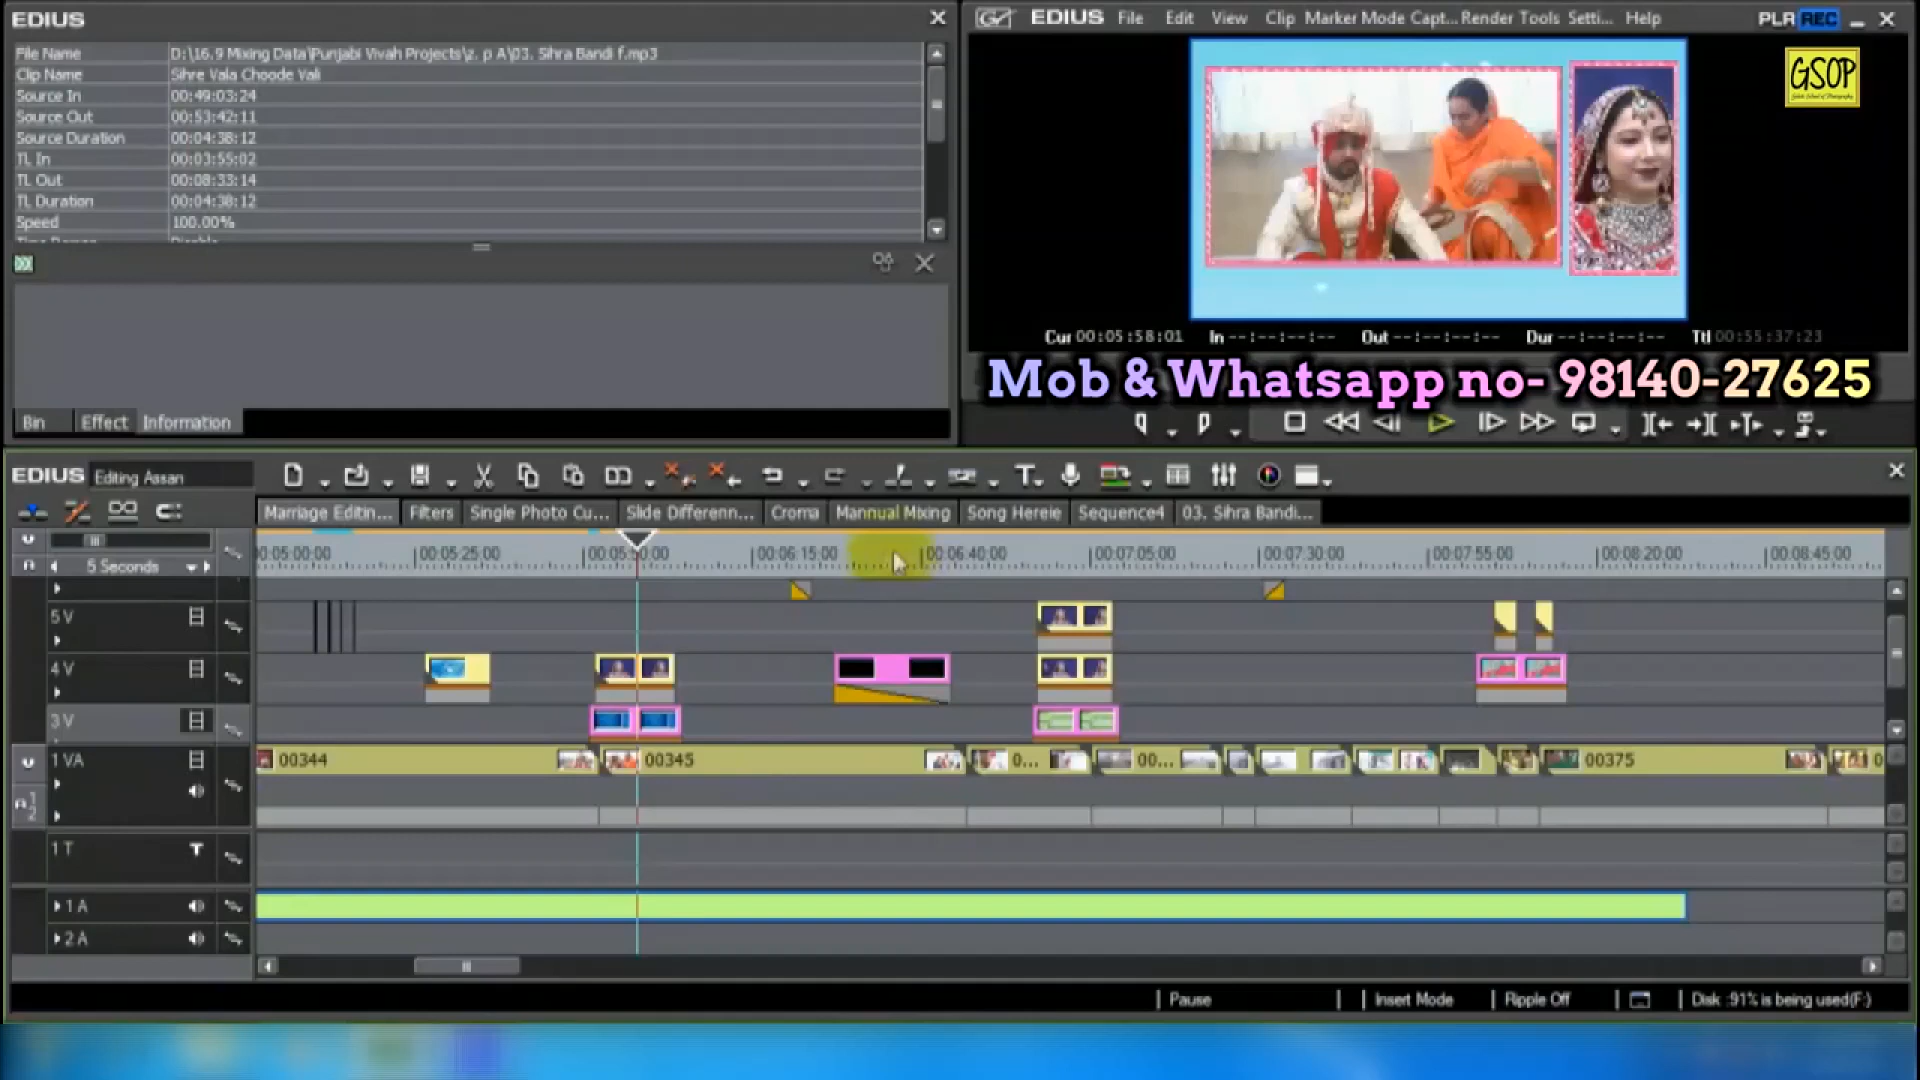 EDIUS
File Name D:\16.9 Mixing Data\Punjabi Vivah Projects\z. p A\03. Sihra Bandi f.mp3
Clip Name Sihre Vala Choode Vali
Source In 00:49:03:24
Source Out 00:53:42:11
Source Duration 00:04:38:12
TL In 00:03:55:02
TL Out 00:08:33:14
TL Duration 00:04:38:12
Speed 100.00%
Bin Effect Information
EDIUS File Edit View Clip Marker Mode Capt... Render Tools Setti... Help PLR REC
GSOP
Cur 00:05:58:01 In --:--:--:-- Out --:--:--:-- Dur --:--:--:-- Ttl 00:55:37:23
Mob & Whatsapp no- 98140-27625
EDIUS Editing Assan
Marriage Editin... Filters Single Photo Cu... Slide Differenn... Croma Mannual Mixing Song Hereie Sequence4 03. Sihra Bandi...
5 Seconds
00:05:00:00 00:05:25:00 00:05:50:00 00:06:15:00 00:06:40:00 00:07:05:00 00:07:30:00 00:07:55:00 00:08:20:00 00:08:45:00
5 V
4 V
3 V
1 VA 00344 00345 0... 00... 00375 0
1 T
1 A
2 A
Pause Insert Mode Ripple Off Disk :91% is being used(F:)